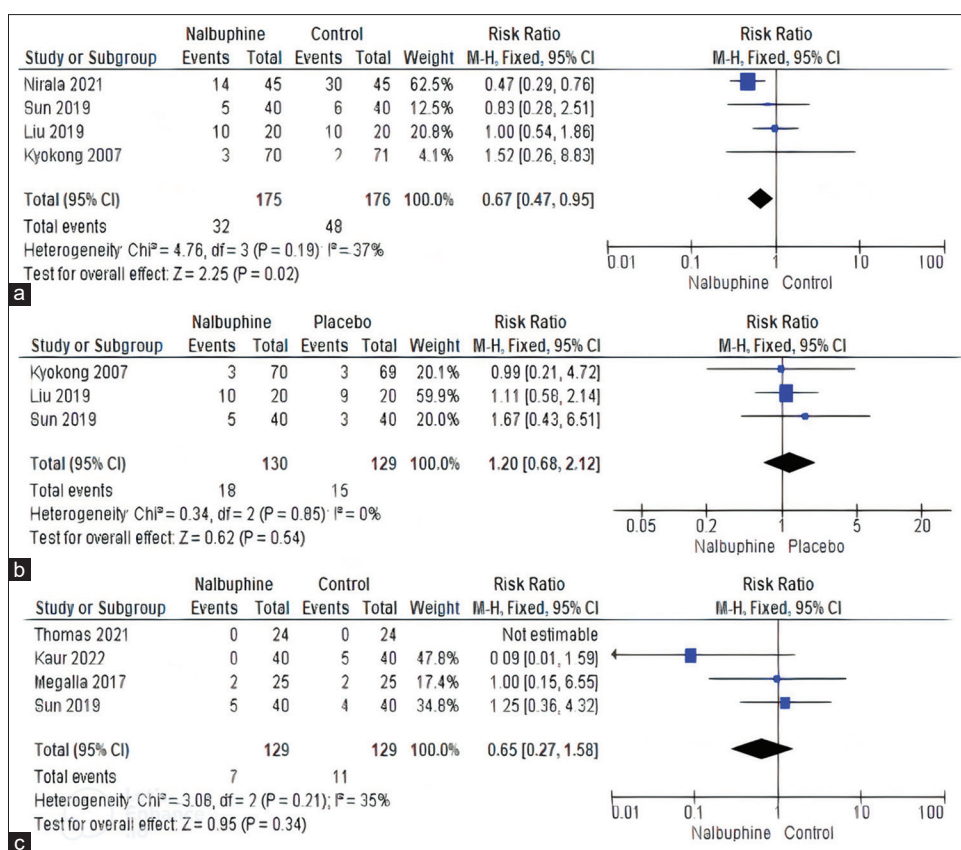 Nalbuphine Control Risk Ratio Risk Ratio
Study or Subgroup Events Total Events Total Weight M-H, Fixed, 95% CI M-H, Fixed, 95% CI
Nirala 2021 14 45 30 45 62.5% 0.47 [0.29, 0.76]
Sun 2019 5 40 6 40 12.5% 0.83 [0.28, 2.51]
Liu 2019 10 20 10 20 20.8% 1.00 [0.54, 1.86]
Kyokong 2007 3 70 2 71 4.1% 1.52 [0.26, 8.83]
Total (95% CI) 175 176 100.0% 0.67 [0.47, 0.95]
Total events 32 48
Heterogeneity: Chi² = 4.76, df = 3 (P = 0.19) I² = 37%
Test for overall effect: Z = 2.25 (P = 0.02)
0.01 0.1 1 10 100
Nalbuphine Control
a
Nalbuphine Placebo Risk Ratio Risk Ratio
Study or Subgroup Events Total Events Total Weight M-H, Fixed, 95% CI M-H, Fixed, 95% CI
Kyokong 2007 3 70 3 69 20.1% 0.99 [0.21, 4.72]
Liu 2019 10 20 9 20 59.9% 1.11 [0.58, 2.14]
Sun 2019 5 40 3 40 20.0% 1.67 [0.43, 6.51]
Total (95% CI) 130 129 100.0% 1.20 [0.68, 2.12]
Total events 18 15
Heterogeneity: Chi² = 0.34, df = 2 (P = 0.85) I² = 0%
Test for overall effect: Z = 0.62 (P = 0.54)
0.05 0.2 1 5 20
Nalbuphine Placebo
b
Nalbuphine Control Risk Ratio Risk Ratio
Study or Subgroup Events Total Events Total Weight M-H, Fixed, 95% CI M-H, Fixed, 95% CI
Thomas 2021 0 24 0 24 Not estimable
Kaur 2022 0 40 5 40 47.8% 0.09 [0.01, 1.59]
Megalla 2017 2 25 2 25 17.4% 1.00 [0.15, 6.55]
Sun 2019 5 40 4 40 34.8% 1.25 [0.36, 4.32]
Total (95% CI) 129 129 100.0% 0.65 [0.27, 1.58]
Total events 7 11
Heterogeneity: Chi² = 3.08, df = 2 (P = 0.21); I² = 35%
Test for overall effect: Z = 0.95 (P = 0.34)
0.01 0.1 1 10 100
Nalbuphine Control
c